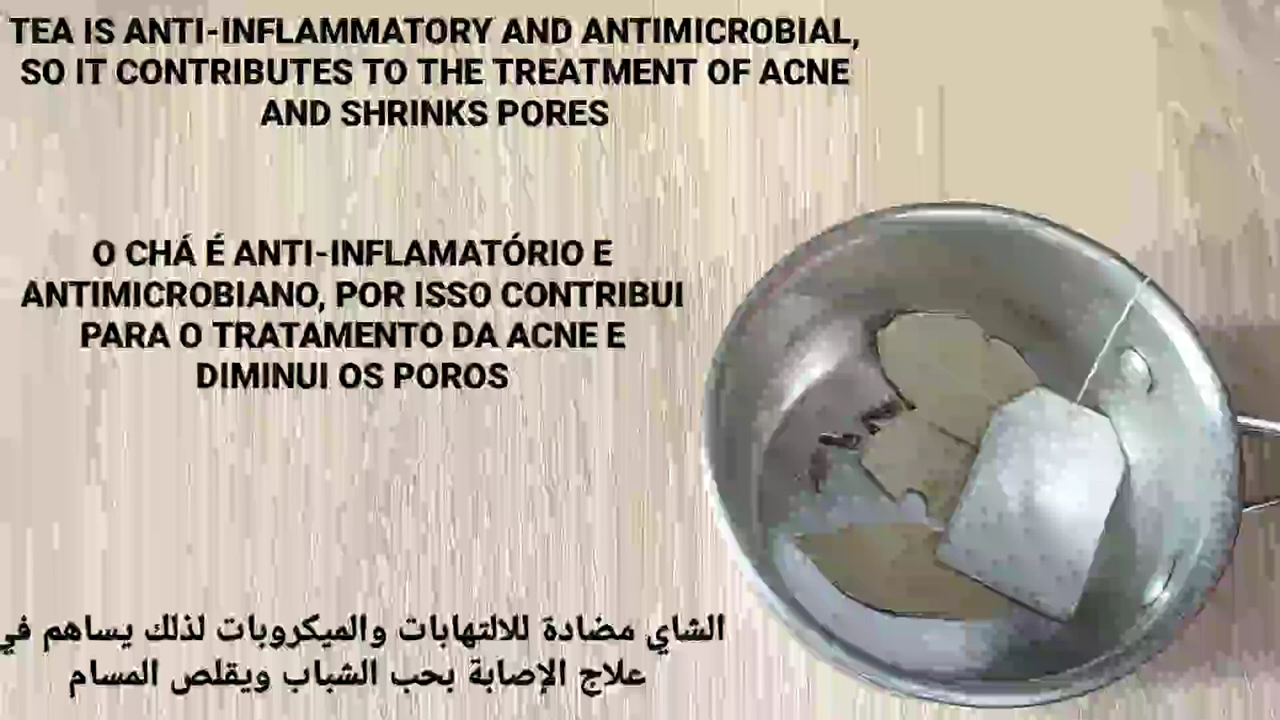 TEA IS ANTI-INFLAMMATORY AND ANTIMICROBIAL,
SO IT CONTRIBUTES TO THE TREATMENT OF ACNE
AND SHRINKS PORES
O CHÁ É ANTI-INFLAMATÓRIO E
ANTIMICROBIANO, POR ISSO CONTRIBUI
PARA O TRATAMENTO DA ACNE E
DIMINUI OS POROS
الشاي مضادة للالتهابات والميكروبات لذلك يساهم في
علاج الإصابة بحب الشباب ويقلص المسام